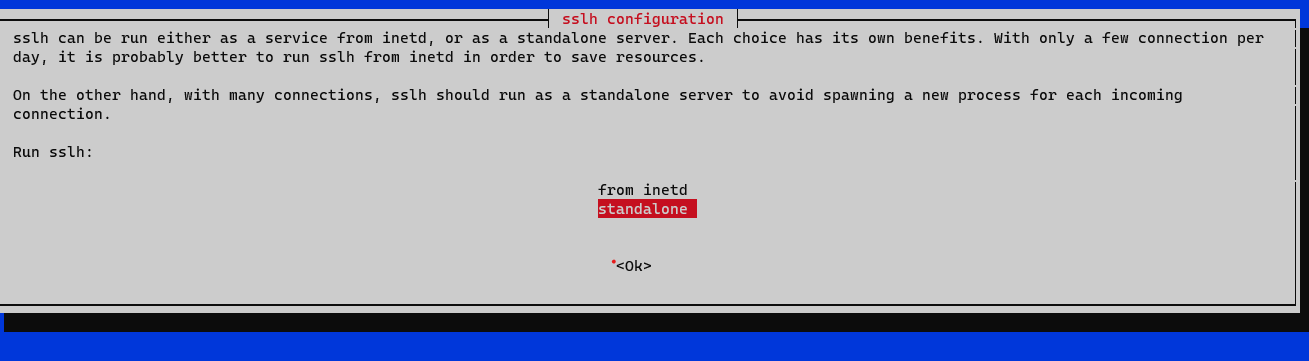 sslh configuration
sslh can be run either as a service from inetd, or as a standalone server. Each choice has its own benefits. With only a few connection per
day, it is probably better to run sslh from inetd in order to save resources.
On the other hand, with many connections, sslh should run as a standalone server to avoid spawning a new process for each incoming
connection.
Run sslh:
from inetd
standalone
<Ok>